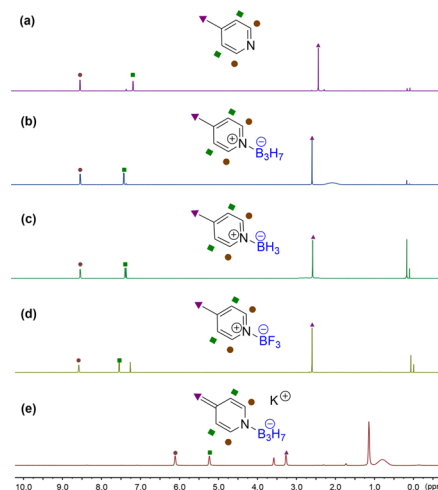 (a)
N
(b)
⊕ ⊖
N
B₃H₇
(c)
⊕ ⊖
N
BH₃
(d)
⊕ ⊖
N
BF₃
(e)
K⊕
⊖
N
B₃H₇
10.0 9.0 8.0 7.0 6.0 5.0 4.0 3.0 2.0 1.0 0.0 (ppm